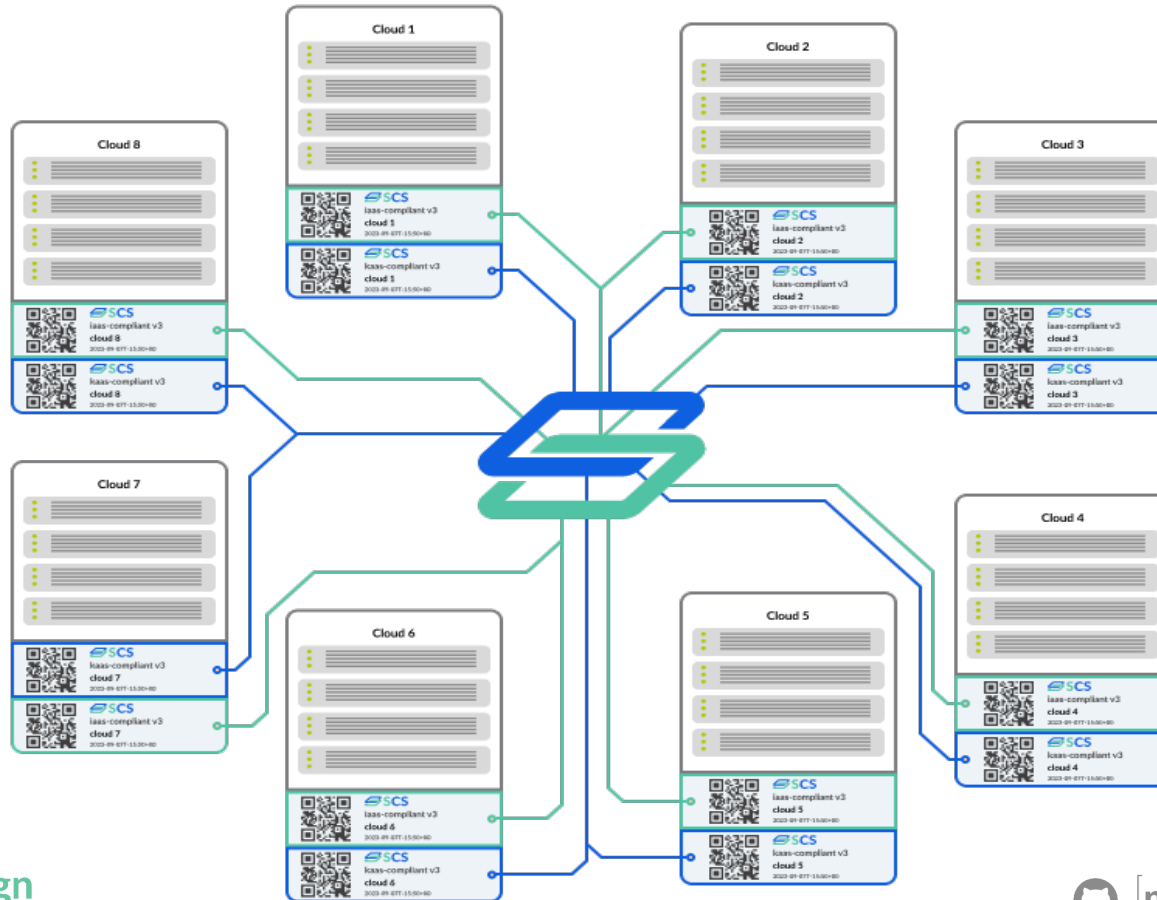 Cloud 1
SCS
iaas-compliant v3
cloud 1
SCS
kaas-compliant v3
cloud 1
Cloud 2
SCS
iaas-compliant v3
cloud 2
SCS
kaas-compliant v3
cloud 2
Cloud 8
SCS
iaas-compliant v3
cloud 8
SCS
kaas-compliant v3
cloud 8
Cloud 3
SCS
iaas-compliant v3
cloud 3
SCS
kaas-compliant v3
cloud 3
Cloud 7
SCS
kaas-compliant v3
cloud 7
SCS
iaas-compliant v3
cloud 7
Cloud 4
SCS
iaas-compliant v3
cloud 4
SCS
kaas-compliant v3
cloud 4
Cloud 6
SCS
iaas-compliant v3
cloud 6
SCS
kaas-compliant v3
cloud 6
Cloud 5
SCS
iaas-compliant v3
cloud 5
SCS
kaas-compliant v3
cloud 5
gn